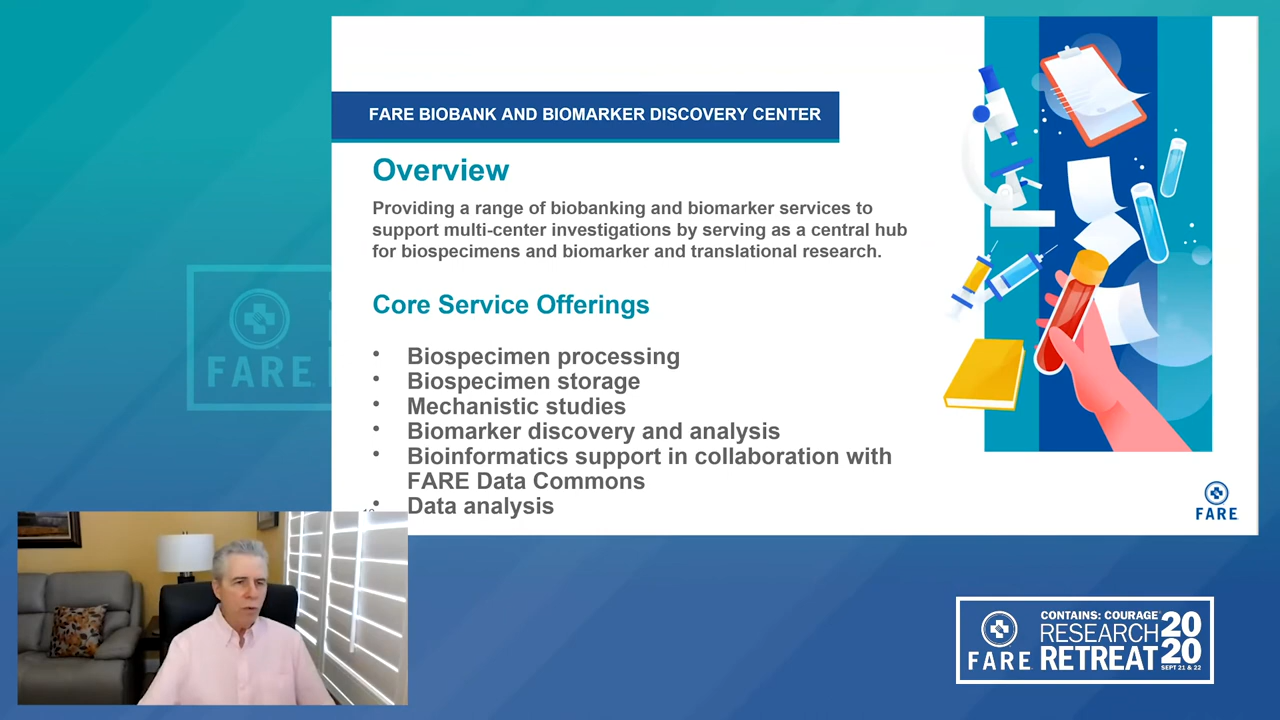 FARE BIOBANK AND BIOMARKER DISCOVERY CENTER
Overview
Providing a range of biobanking and biomarker services to
support multi-center investigations by serving as a central hub
for biospecimens and biomarker and translational research.
Core Service Offerings
• Biospecimen processing
• Biospecimen storage
• Mechanistic studies
• Biomarker discovery and analysis
• Bioinformatics support in collaboration with
FARE Data Commons
• Data analysis
FARE
FARE
CONTAINS: COURAGE
RESEARCH
RETREAT
2020
SEPT 21 & 22
FARE